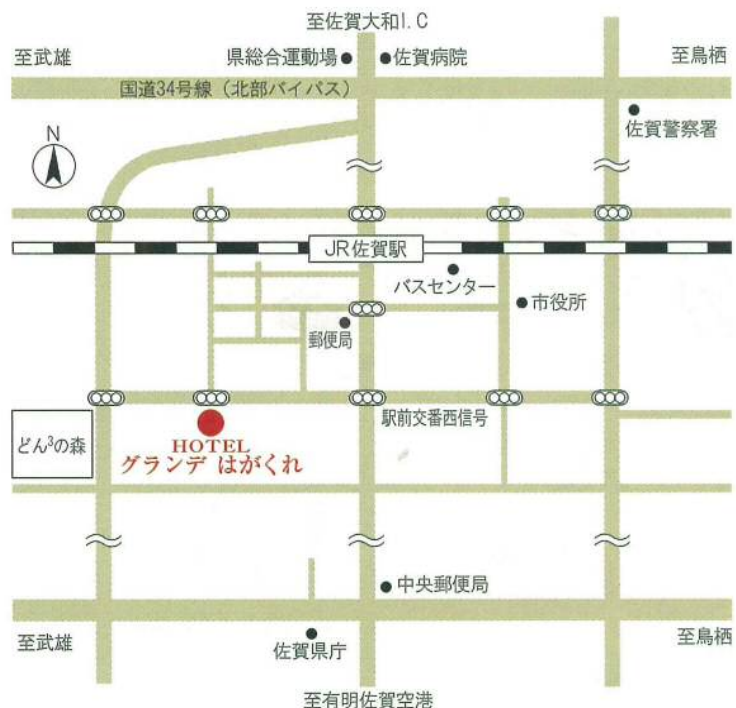 至佐賀大和I.C
至武雄
県総合運動場
佐賀病院
至鳥栖
国道34号線（北部バイパス）
佐賀警察署
N
JR佐賀駅
バスセンター
市役所
郵便局
駅前交番西信号
どん3の森
HOTEL
グランデ はがくれ
中央郵便局
至武雄
佐賀県庁
至鳥栖
至有明佐賀空港